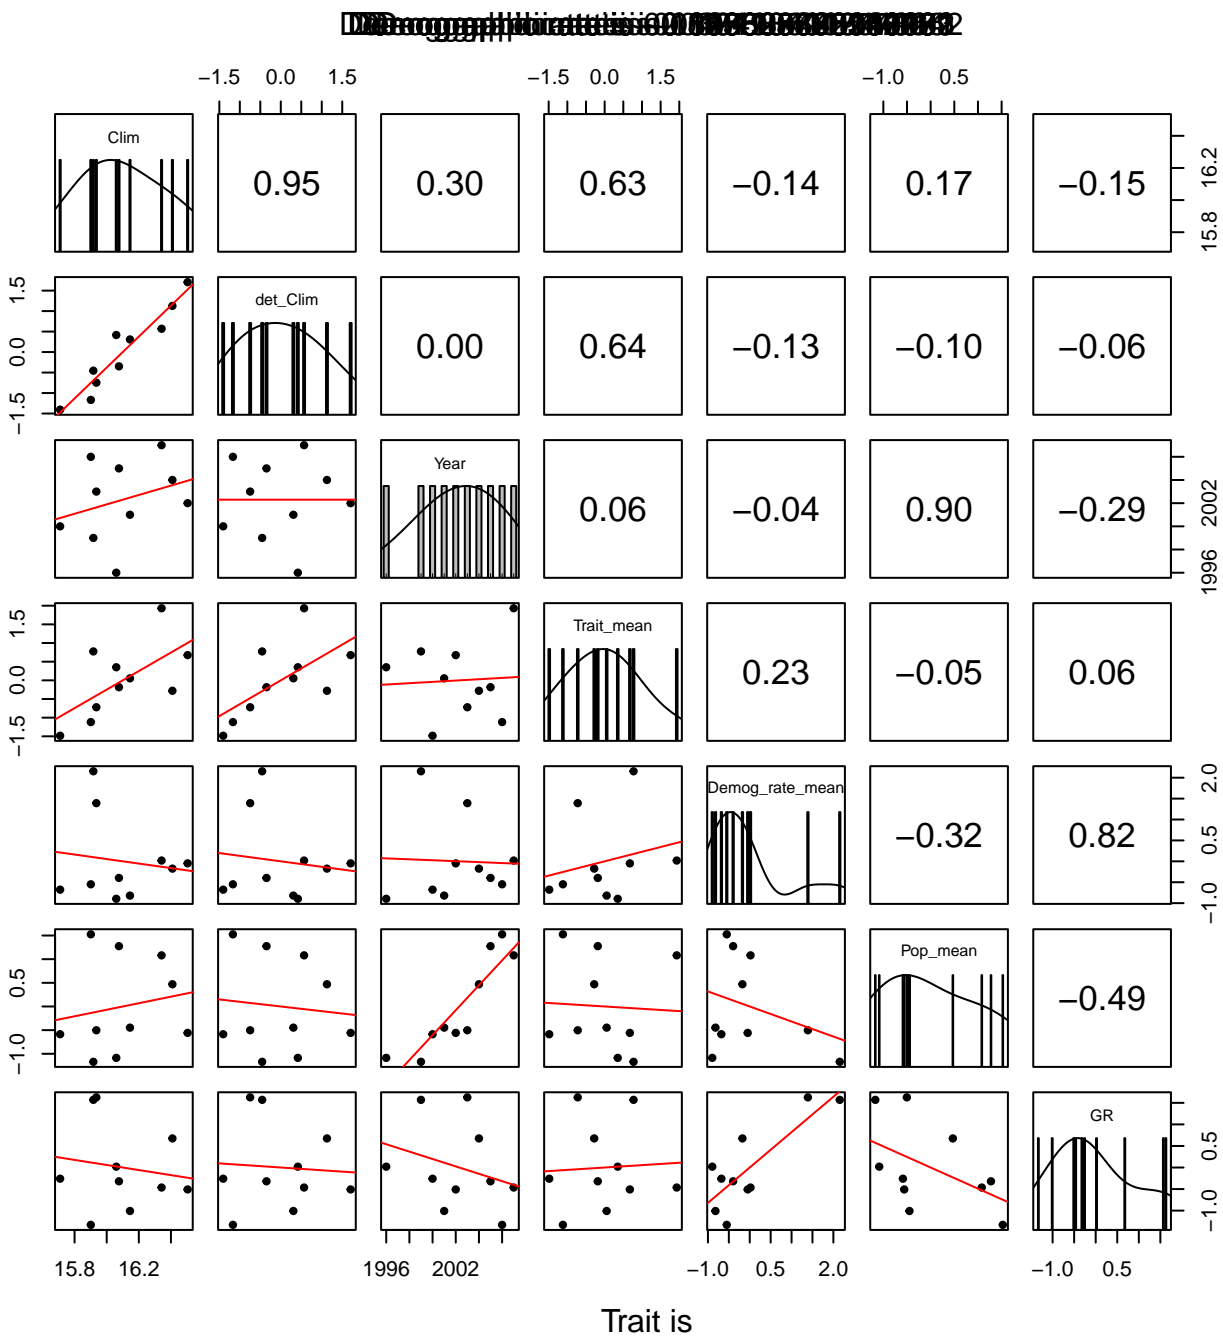 −1.5 0.0 1.5 −1.5 0.0 1.5 −1.0 0.5
Clim 0.95 0.30 0.63 −0.14 0.17 −0.15 15.8 16.2
−1.5 0.0 1.5 det_Clim 0.00 0.64 −0.13 −0.10 −0.06
Year 0.06 −0.04 0.90 −0.29 1996 2002
−1.5 0.0 1.5 Trait_mean 0.23 −0.05 0.06
Demog_rate_mean −0.32 0.82 −1.0 0.5 2.0
−1.0 0.5 Pop_mean −0.49
GR −1.0 0.5
15.8 16.2 1996 2002 −1.0 0.5 2.0 −1.0 0.5
Trait is